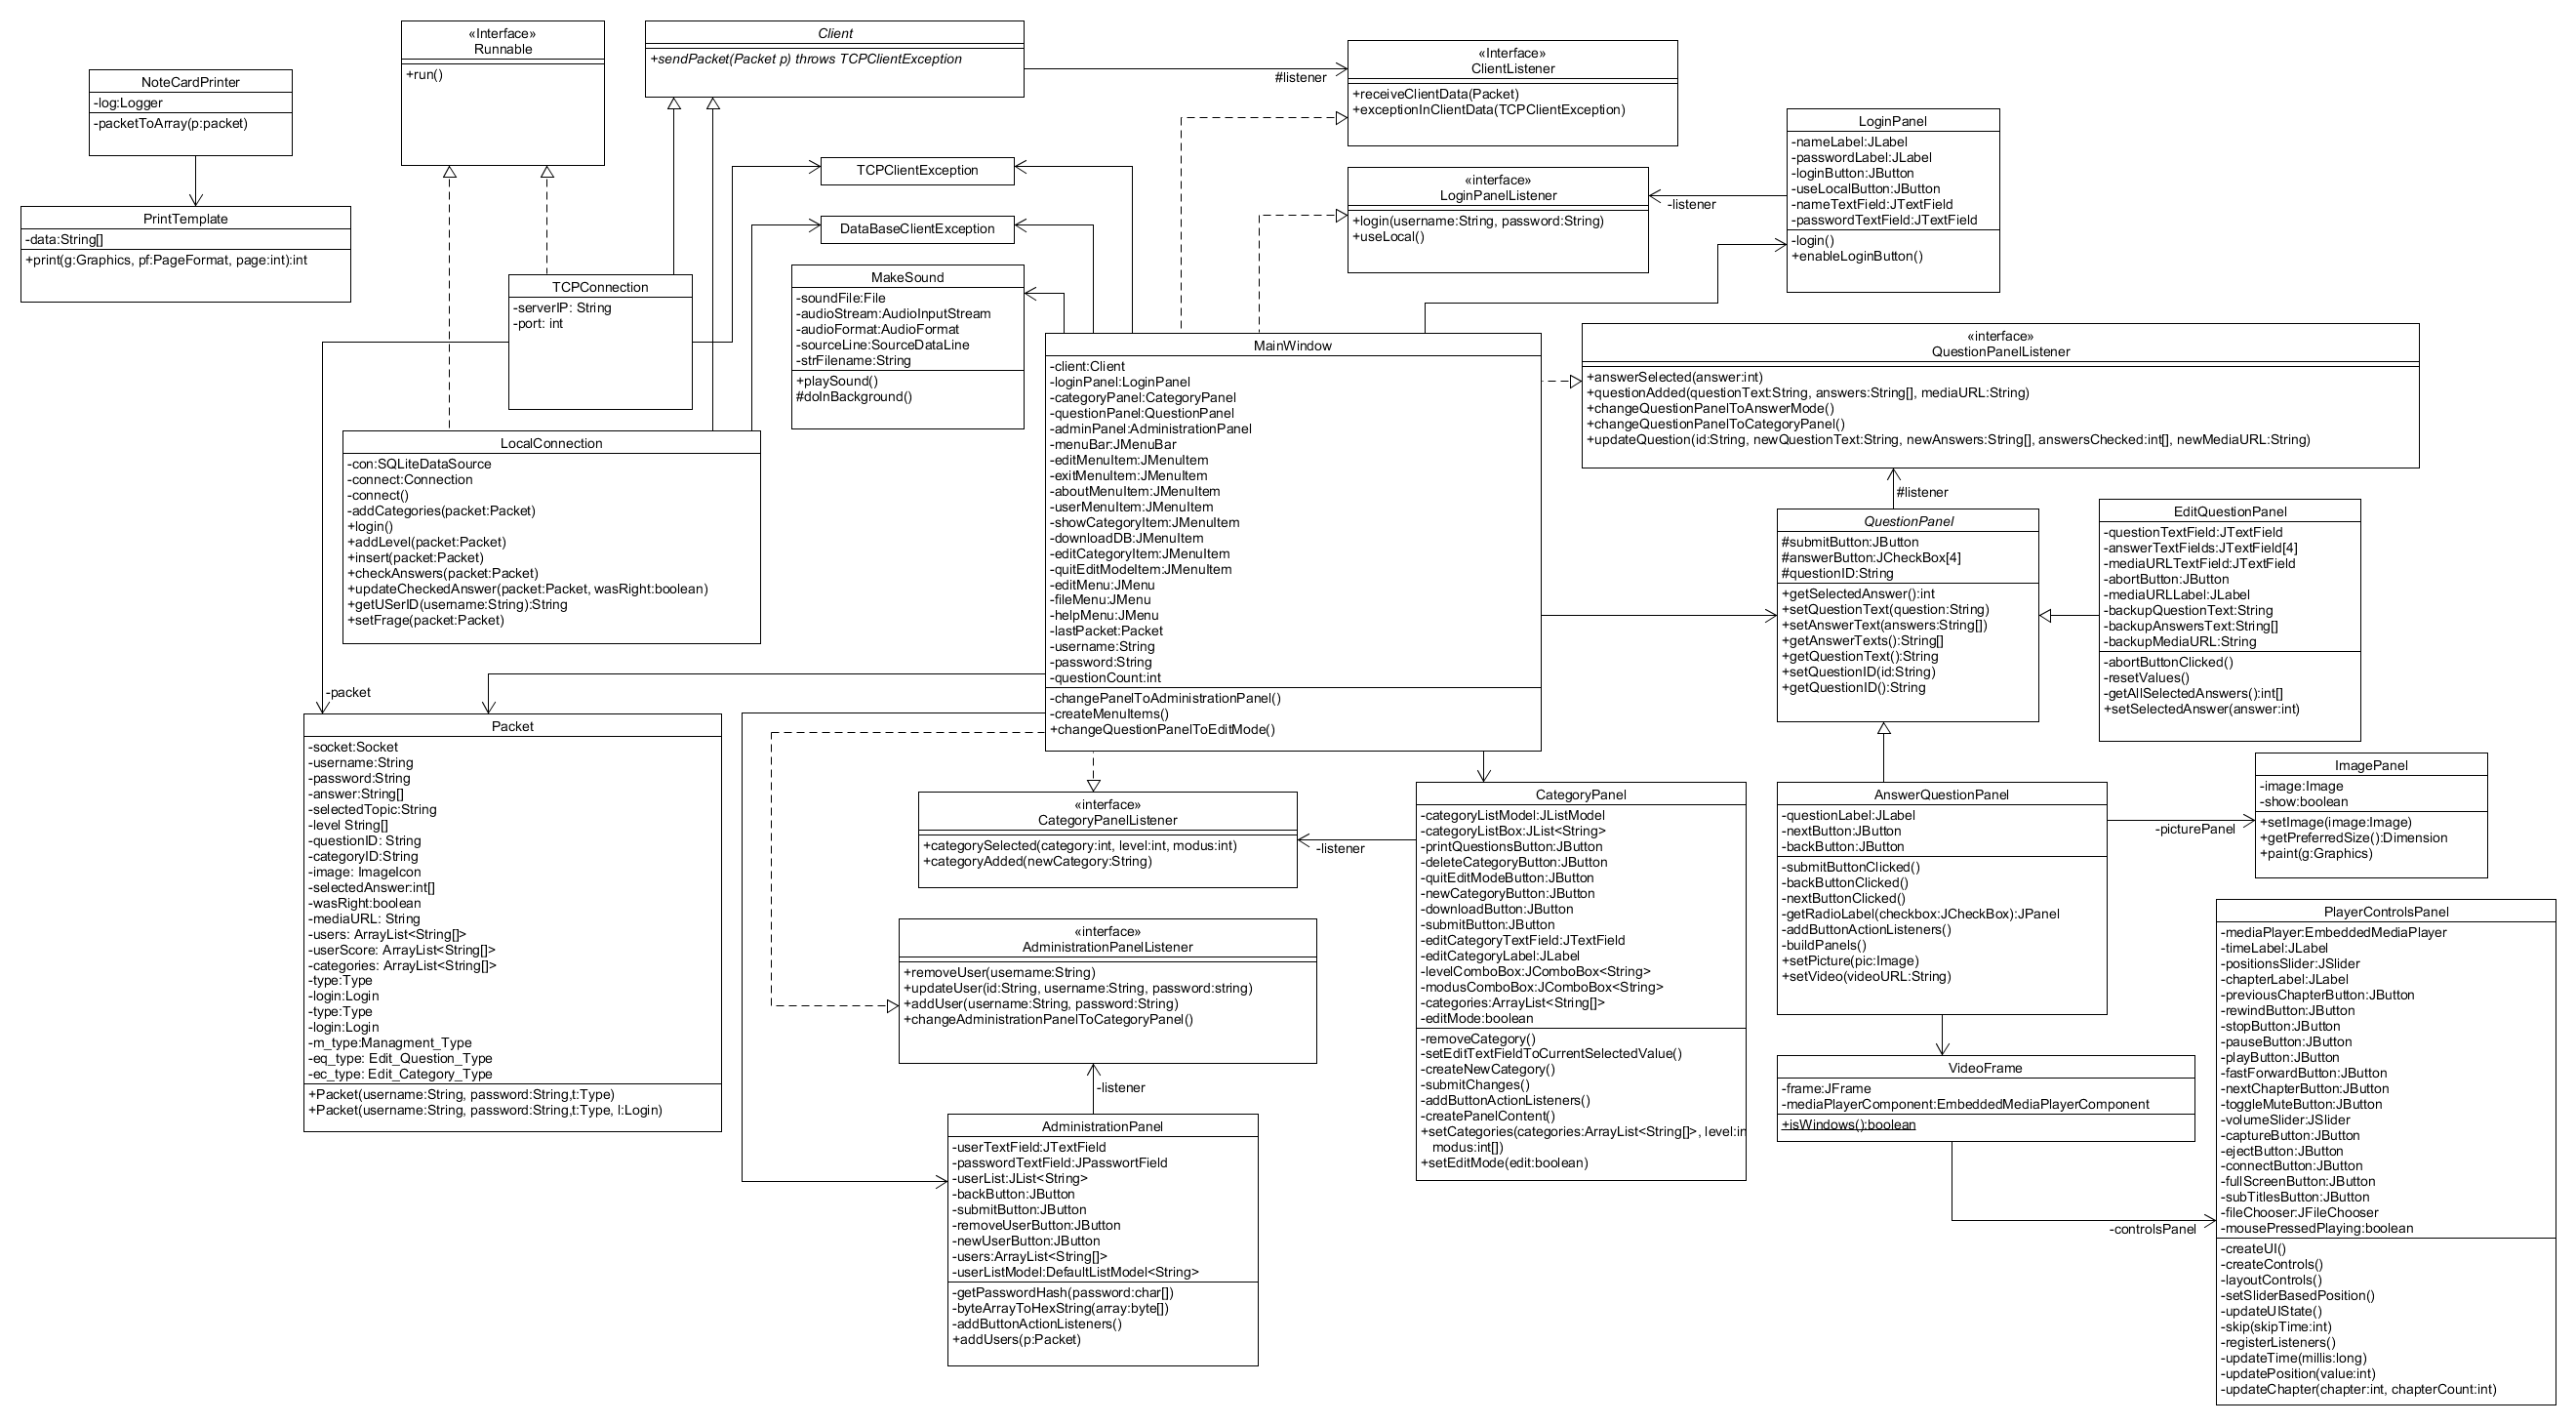 NoteCardPrinter
-log:Logger
-packetToArray(p:packet)
PrintTemplate
-data:String[]
+print(g:Graphics, pf:PageFormat, page:int):int
«Interface»
Runnable
+run()
Client
+sendPacket(Packet p) throws TCPClientException
#listener
«Interface»
ClientListener
+receiveClientData(Packet)
+exceptionInClientData(TCPClientException)
TCPClientException
DataBaseClientException
«interface»
LoginPanelListener
+login(username:String, password:String)
+useLocal()
-listener
LoginPanel
-nameLabel:JLabel
-passwordLabel:JLabel
-loginButton:JButton
-useLocalButton:JButton
-nameTextField:JTextField
-passwordTextField:JTextField
-login()
+enableLoginButton()
TCPConnection
-serverIP: String
-port: int
MakeSound
-soundFile:File
-audioStream:AudioInputStream
-audioFormat:AudioFormat
-sourceLine:SourceDataLine
-strFilename:String
+playSound()
#doInBackground()
LocalConnection
-con:SQLiteDataSource
-connect:Connection
-connect()
-addCategories(packet:Packet)
+login()
+addLevel(packet:Packet)
+insert(packet:Packet)
+checkAnswers(packet:Packet)
+updateCheckedAnswer(packet:Packet, wasRight:boolean)
+getUSerID(username:String):String
+setFrage(packet:Packet)
MainWindow
-client:Client
-loginPanel:LoginPanel
-categoryPanel:CategoryPanel
-questionPanel:QuestionPanel
-adminPanel:AdministrationPanel
-menuBar:JMenuBar
-editMenuItem:JMenuItem
-exitMenuItem:JMenuItem
-aboutMenuItem:JMenuItem
-userMenuItem:JMenuItem
-showCategoryItem:JMenuItem
-downloadDB:JMenuItem
-editCategoryItem:JMenuItem
-quitEditModeItem:JMenuItem
-editMenu:JMenu
-fileMenu:JMenu
-helpMenu:JMenu
-lastPacket:Packet
-username:String
-password:String
-questionCount:int
-changePanelToAdministrationPanel()
-createMenuItems()
+changeQuestionPanelToEditMode()
«interface»
QuestionPanelListener
+answerSelected(answer:int)
+questionAdded(questionText:String, answers:String[], mediaURL:String)
+changeQuestionPanelToAnswerMode()
+changeQuestionPanelToCategoryPanel()
+updateQuestion(id:String, newQuestionText:String, newAnswers:String[], answersChecked:int[], newMediaURL:String)
#listener
QuestionPanel
#submitButton:JButton
#answerButton:JCheckBox[4]
#questionID:String
+getSelectedAnswer():int
+setQuestionText(question:String)
+setAnswerText(answers:String[])
+getAnswerTexts():String[]
+getQuestionText():String
+setQuestionID(id:String)
+getQuestionID():String
EditQuestionPanel
-questionTextField:JTextField
-answerTextFields:JTextField[4]
-mediaURLTextField:JTextField
-abortButton:JButton
-mediaURLLabel:JLabel
-backupQuestionText:String
-backupAnswersText:String[]
-backupMediaURL:String
-abortButtonClicked()
-resetValues()
-getAllSelectedAnswers():int[]
+setSelectedAnswer(answer:int)
-packet
Packet
-socket:Socket
-username:String
-password:String
-answer:String[]
-selectedTopic:String
-level String[]
-questionID: String
-categoryID:String
-image: ImageIcon
-selectedAnswer:int[]
-wasRight:boolean
-mediaURL: String
-users: ArrayList<String[]>
-userScore: ArrayList<String[]>
-categories: ArrayList<String[]>
-type:Type
-login:Login
-type:Type
-login:Login
-m_type:Managment_Type
-eq_type: Edit_Question_Type
-ec_type: Edit_Category_Type
+Packet(username:String, password:String,t:Type)
+Packet(username:String, password:String,t:Type, l:Login)
«interface»
CategoryPanelListener
+categorySelected(category:int, level:int, modus:int)
+categoryAdded(newCategory:String)
-listener
«interface»
AdministrationPanelListener
+removeUser(username:String)
+updateUser(id:String, username:String, password:string)
+addUser(username:String, password:String)
+changeAdministrationPanelToCategoryPanel()
-listener
AdministrationPanel
-userTextField:JTextField
-passwordTextField:JPasswortField
-userList:JList<String>
-backButton:JButton
-submitButton:JButton
-removeUserButton:JButton
-newUserButton:JButton
-users:ArrayList<String[]>
-userListModel:DefaultListModel<String>
-getPasswordHash(password:char[])
-byteArrayToHexString(array:byte[])
-addButtonActionListeners()
+addUsers(p:Packet)
CategoryPanel
-categoryListModel:JListModel
-categoryListBox:JList<String>
-printQuestionsButton:JButton
-deleteCategoryButton:JButton
-quitEditModeButton:JButton
-newCategoryButton:JButton
-downloadButton:JButton
-submitButton:JButton
-editCategoryTextField:JTextField
-editCategoryLabel:JLabel
-levelComboBox:JComboBox<String>
-modusComboBox:JComboBox<String>
-categories:ArrayList<String[]>
-editMode:boolean
-removeCategory()
-setEditTextFieldToCurrentSelectedValue()
-createNewCategory()
-submitChanges()
-addButtonActionListeners()
-createPanelContent()
+setCategories(categories:ArrayList<String[]>, level:in
modus:int[])
+setEditMode(edit:boolean)
AnswerQuestionPanel
-questionLabel:JLabel
-nextButton:JButton
-backButton:JButton
-submitButtonClicked()
-backButtonClicked()
-nextButtonClicked()
-getRadioLabel(checkbox:JCheckBox):JPanel
-addButtonActionListeners()
-buildPanels()
+setPicture(pic:Image)
+setVideo(videoURL:String)
-picturePanel
ImagePanel
-image:Image
-show:boolean
+setImage(image:Image)
+getPreferredSize():Dimension
+paint(g:Graphics)
VideoFrame
-frame:JFrame
-mediaPlayerComponent:EmbeddedMediaPlayerComponent
+isWindows():boolean
-controlsPanel
PlayerControlsPanel
-mediaPlayer:EmbeddedMediaPlayer
-timeLabel:JLabel
-positionsSlider:JSlider
-chapterLabel:JLabel
-previousChapterButton:JButton
-rewindButton:JButton
-stopButton:JButton
-pauseButton:JButton
-playButton:JButton
-fastForwardButton:JButton
-nextChapterButton:JButton
-toggleMuteButton:JButton
-volumeSlider:JSlider
-captureButton:JButton
-ejectButton:JButton
-connectButton:JButton
-fullScreenButton:JButton
-subTitlesButton:JButton
-fileChooser:JFileChooser
-mousePressedPlaying:boolean
-createUI()
-createControls()
-layoutControls()
-setSliderBasedPosition()
-updateUIState()
-skip(skipTime:int)
-registerListeners()
-updateTime(millis:long)
-updatePosition(value:int)
-updateChapter(chapter:int, chapterCount:int)